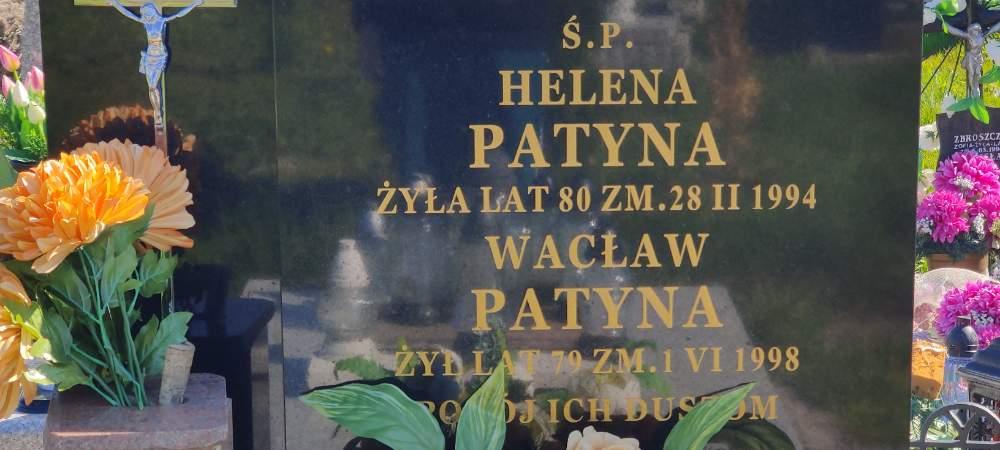 Ś.P.
HELENA
PATYNA
ŻYŁA LAT 80 ZM.28 II 1994
WACŁAW
PATYNA
ŻYŁ LAT 79 ZM.1 VI 1998
POKÓJ ICH DUSZOM
ZBROSZCZ